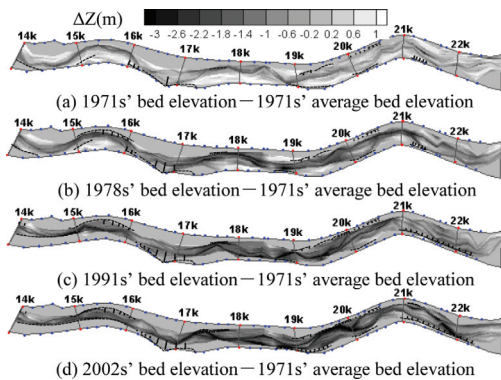 ΔZ(m)
-3 -2.6 -2.2 -1.8 -1.4 -1 -0.6 -0.2 0.2 0.6 1
14k 15k 16k 17k 18k 19k 20k 21k 22k
(a) 1971s' bed elevation－1971s' average bed elevation
14k 15k 16k 17k 18k 19k 20k 21k 22k
(b) 1978s' bed elevation－1971s' average bed elevation
14k 15k 16k 17k 18k 19k 20k 21k 22k
(c) 1991s' bed elevation－1971s' average bed elevation
14k 15k 16k 17k 18k 19k 20k 21k 22k
(d) 2002s' bed elevation－1971s' average bed elevation